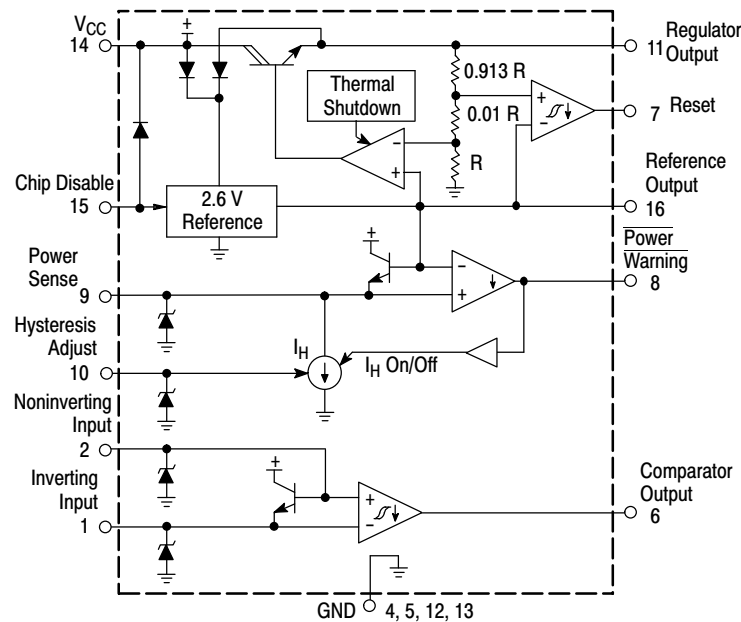 VCC
14
+
Thermal
Shutdown
0.913 R
0.01 R
R
+
−
−
+
11 Regulator
Output
7 Reset
Reference
Output
16
Chip Disable
15
2.6 V
Reference
+
−
+
Power
Warning
8
Power
Sense
9
Hysteresis
Adjust
10
IH
IH On/Off
Noninverting
Input
2
Inverting
Input
1
+
+
−
Comparator
Output
6
GND
4, 5, 12, 13